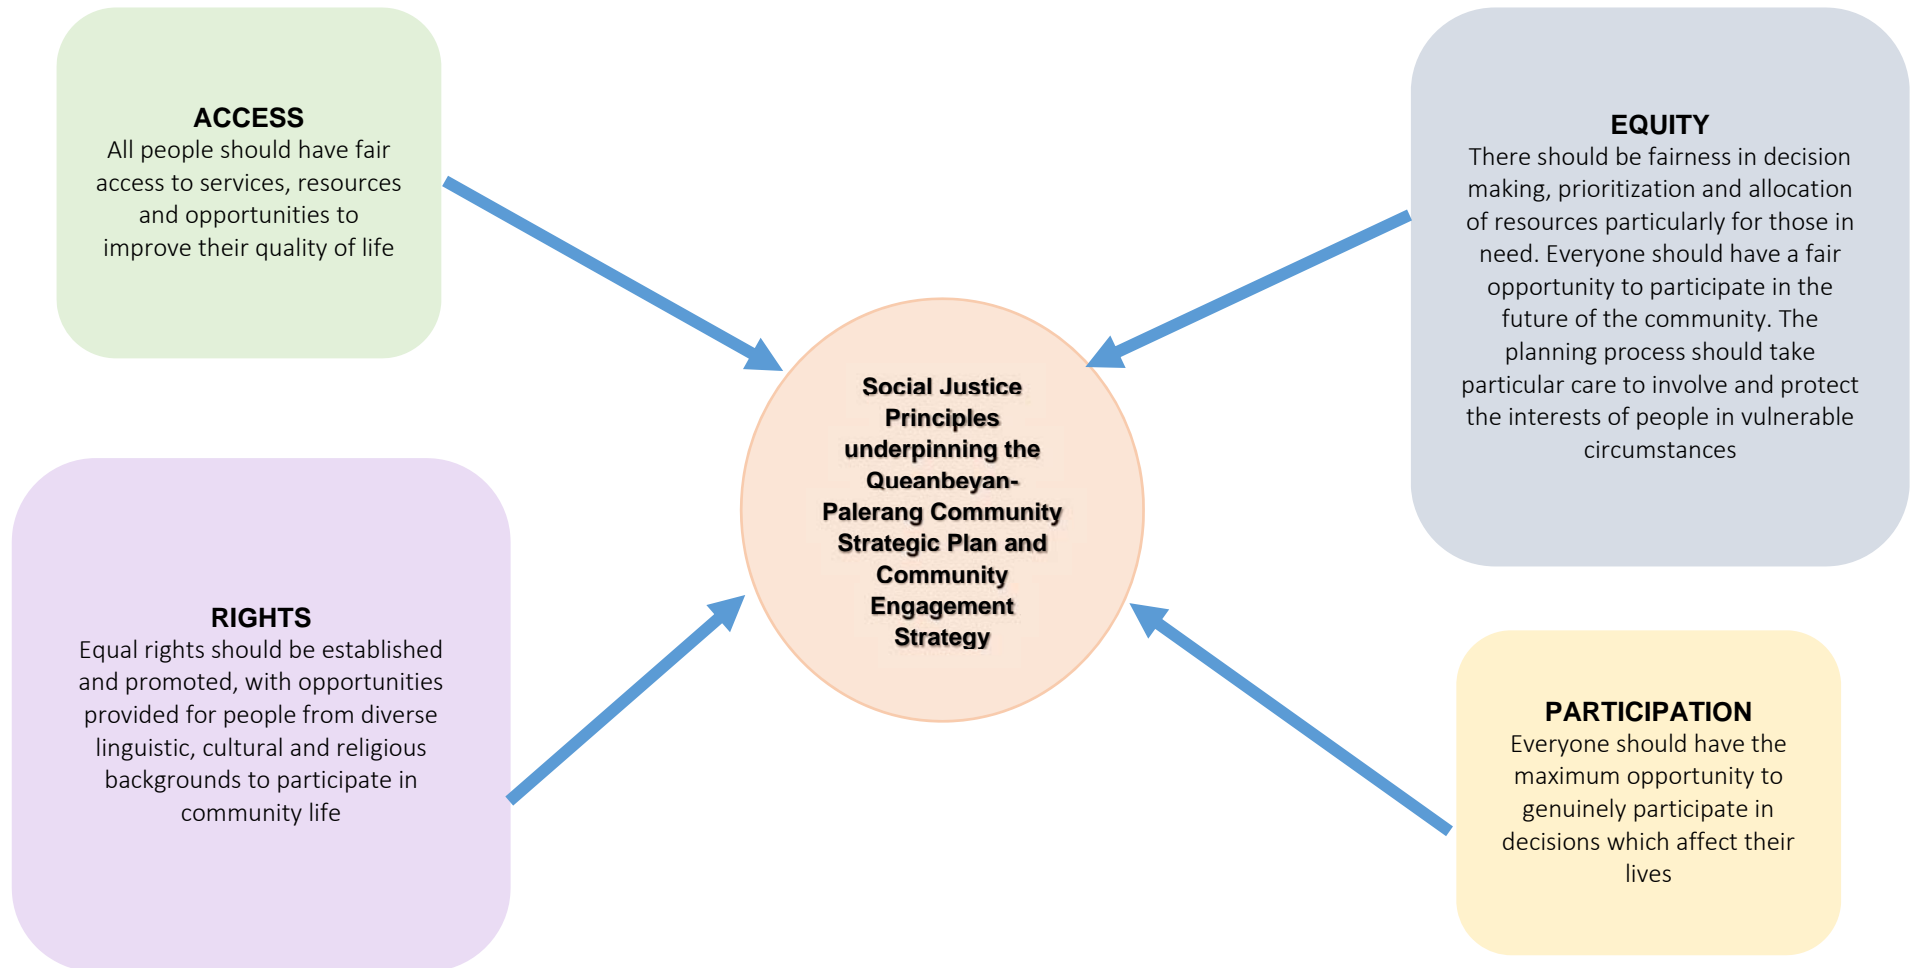 ACCESS
All people should have fair
access to services, resources
and opportunities to
improve their quality of life
EQUITY
There should be fairness in decision
making, prioritization and allocation
of resources particularly for those in
need. Everyone should have a fair
opportunity to participate in the
future of the community. The
planning process should take
particular care to involve and protect
the interests of people in vulnerable
circumstances
Social Justice
Principles
underpinning the
Queanbeyan-
Palerang Community
Strategic Plan and
Community
Engagement
Strategy
RIGHTS
Equal rights should be established
and promoted, with opportunities
provided for people from diverse
linguistic, cultural and religious
backgrounds to participate in
community life
PARTICIPATION
Everyone should have the
maximum opportunity to
genuinely participate in
decisions which affect their
lives